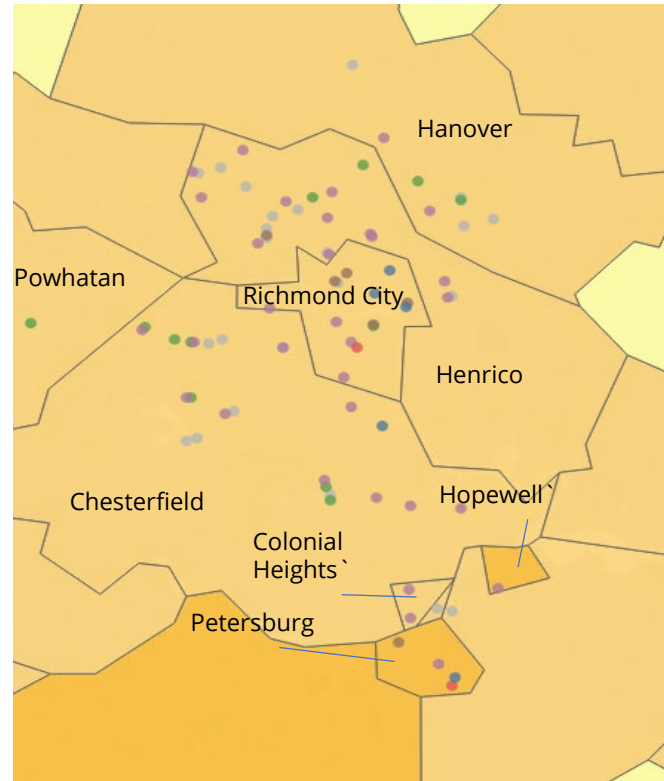 Hanover
Powhatan
Richmond City
Henrico
Chesterfield
Hopewell`
Colonial
Heights`
Petersburg